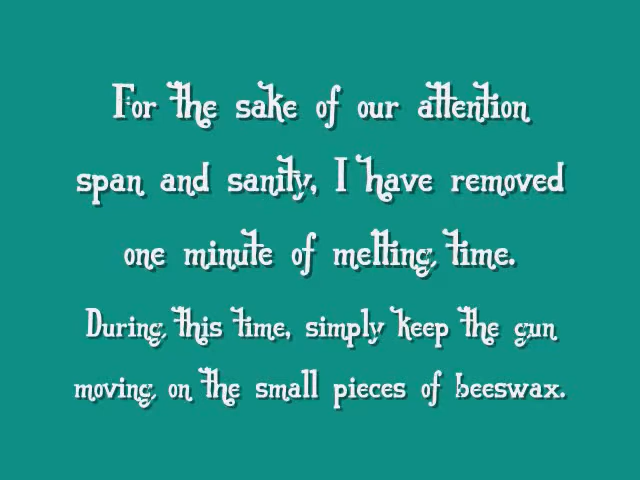 For the sake of our attention
span and sanity, I have removed
one minute of melting time.
During this time, simply keep the gun
moving on the small pieces of beeswax.